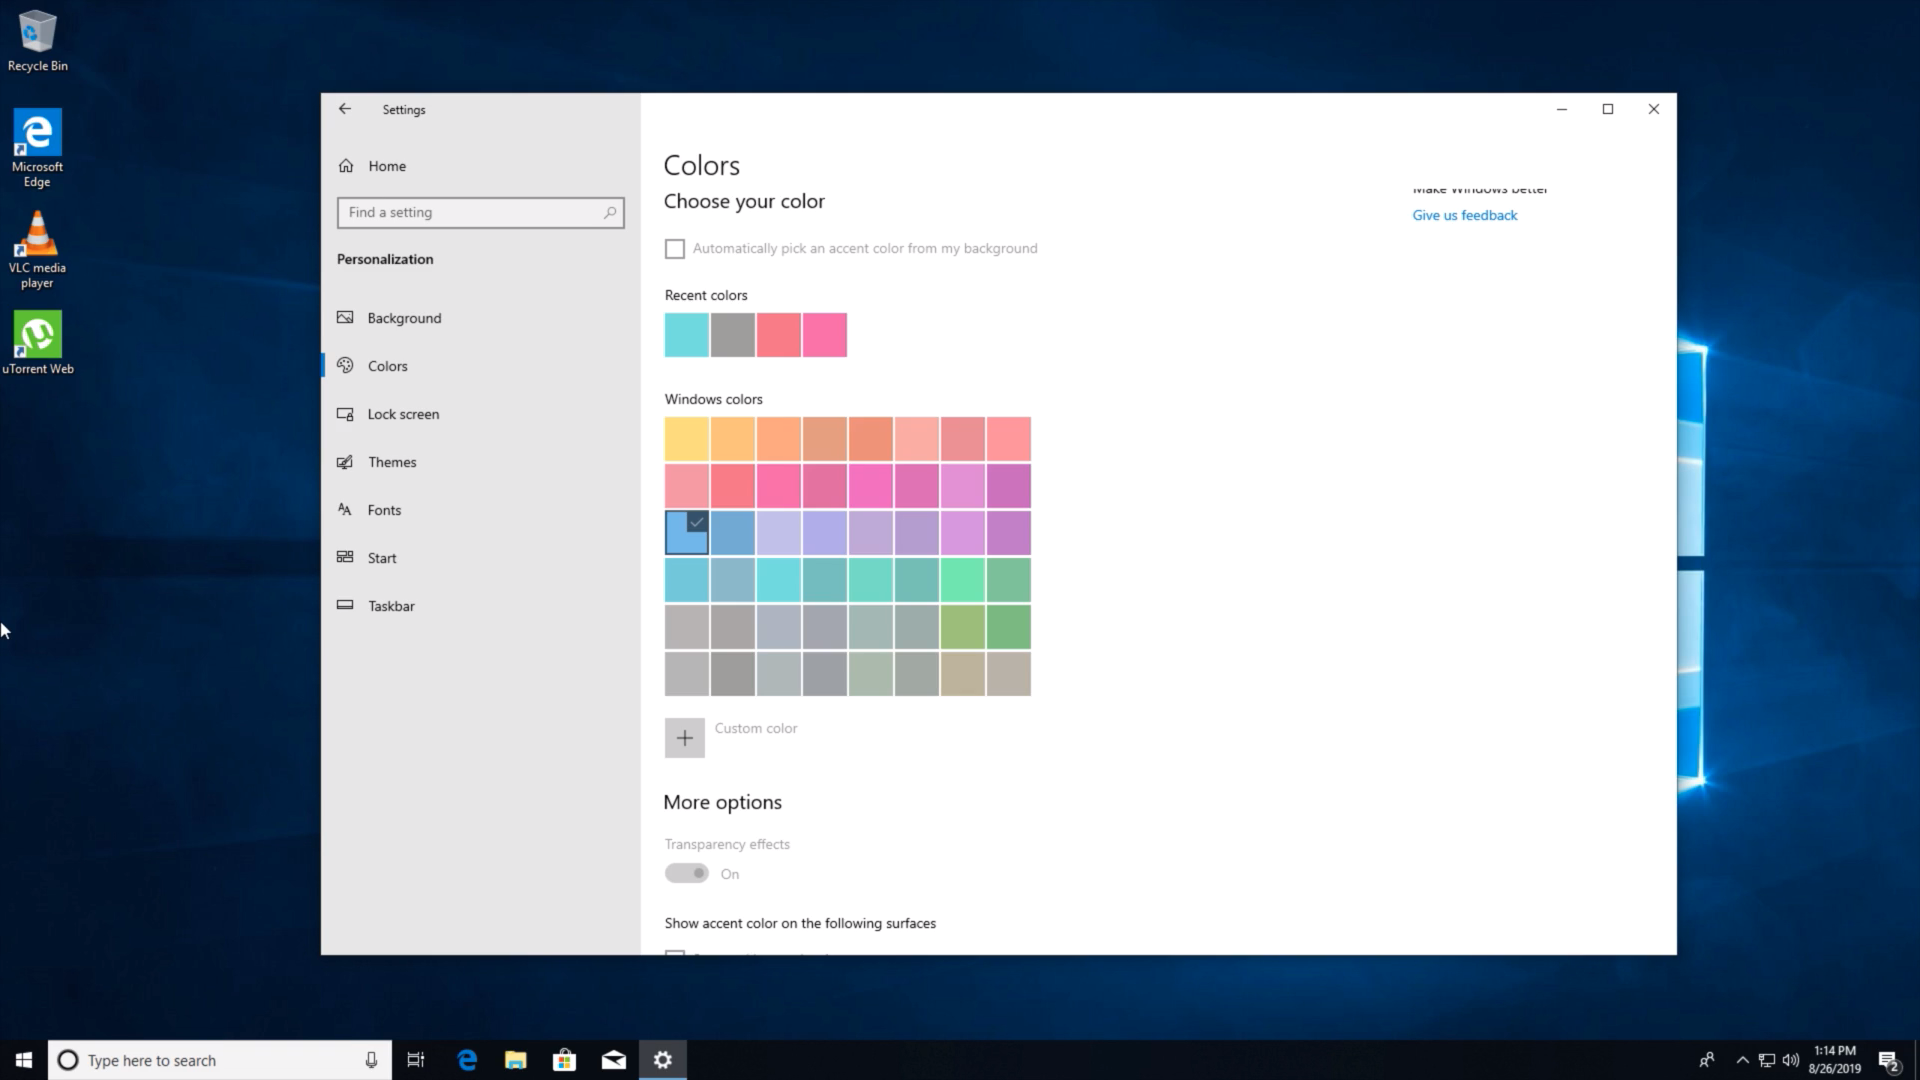 Recycle Bin
Microsoft
Edge
VLC media
player
uTorrent Web
Settings
Home
Find a setting
Personalization
Background
Colors
Lock screen
Themes
Fonts
Start
Taskbar
Colors
Choose your color
Automatically pick an accent color from my background
Recent colors
Windows colors
Custom color
More options
Transparency effects
On
Show accent color on the following surfaces
Make Windows better
Give us feedback
Type here to search
1:14 PM
8/26/2019
2